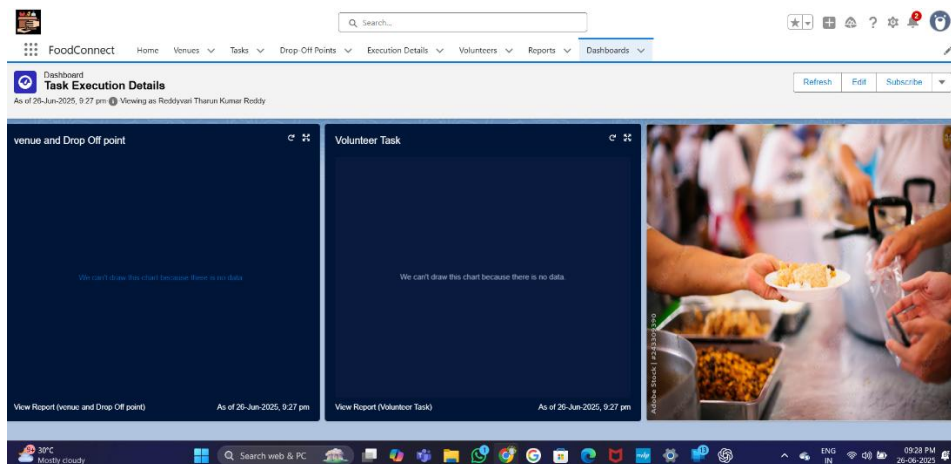 Search...
2
FoodConnect Home Venues Tasks Drop-Off Points Execution Details Volunteers Reports Dashboards
Dashboard
Task Execution Details
As of 26-Jun-2025, 9:27 pm Viewing as Reddyvari Tharun Kumar Reddy
Refresh Edit Subscribe
venue and Drop Off point
We can't draw this chart because there is no data.
View Report (venue and Drop Off point) As of 26-Jun-2025, 9:27 pm
Volunteer Task
We can't draw this chart because there is no data.
View Report (Volunteer Task) As of 26-Jun-2025, 9:27 pm
Adobe Stock | #243309390
30°C
Mostly cloudy
Search web & PC
13
ENG
IN
09:28 PM
26-06-2025